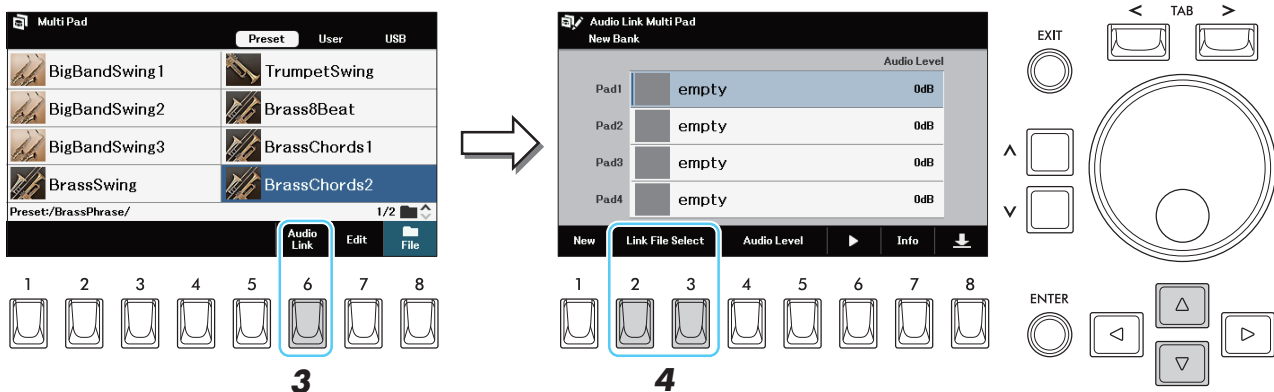 Multi Pad
Preset User USB
BigBandSwing1 TrumpetSwing
BigBandSwing2 Brass8Beat
BigBandSwing3 BrassChords1
BrassSwing BrassChords2
Preset:/BrassPhrase/ 1/2
Audio Link Edit File
1 2 3 4 5 6 7 8
3
Audio Link Multi Pad
New Bank
Audio Level
Pad1 empty 0dB
Pad2 empty 0dB
Pad3 empty 0dB
Pad4 empty 0dB
New Link File Select Audio Level Info
1 2 3 4 5 6 7 8
4
< TAB >
EXIT
ENTER